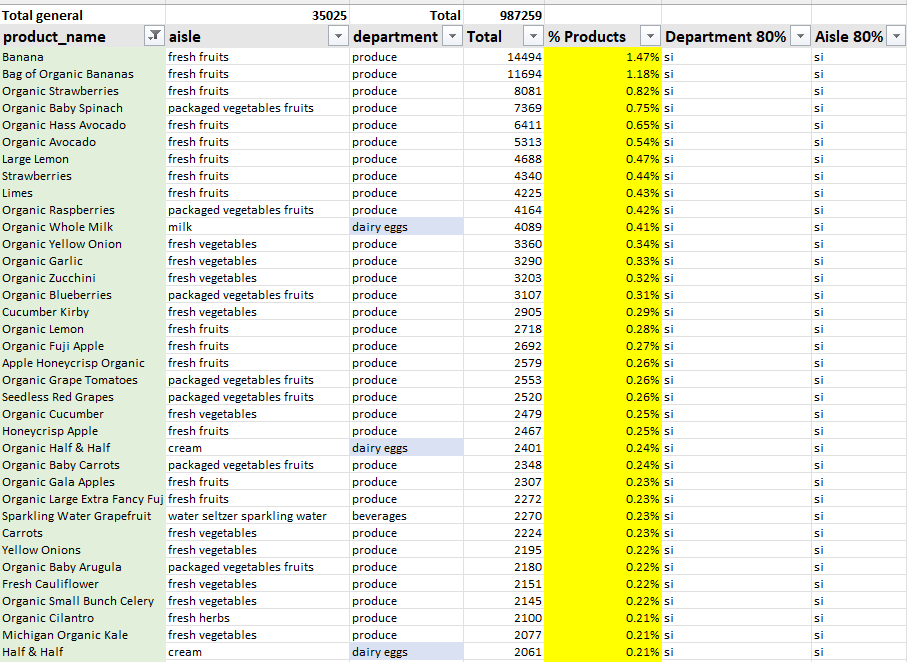 Total general 35025 Total 987259
product_name aisle department Total % Products Department 80% Aisle 80%
Banana fresh fruits produce 14494 1.47% si si
Bag of Organic Bananas fresh fruits produce 11694 1.18% si si
Organic Strawberries fresh fruits produce 8081 0.82% si si
Organic Baby Spinach packaged vegetables fruits produce 7369 0.75% si si
Organic Hass Avocado fresh fruits produce 6411 0.65% si si
Organic Avocado fresh fruits produce 5313 0.54% si si
Large Lemon fresh fruits produce 4688 0.47% si si
Strawberries fresh fruits produce 4340 0.44% si si
Limes fresh fruits produce 4225 0.43% si si
Organic Raspberries packaged vegetables fruits produce 4164 0.42% si si
Organic Whole Milk milk dairy eggs 4089 0.41% si si
Organic Yellow Onion fresh vegetables produce 3360 0.34% si si
Organic Garlic fresh vegetables produce 3290 0.33% si si
Organic Zucchini fresh vegetables produce 3203 0.32% si si
Organic Blueberries packaged vegetables fruits produce 3107 0.31% si si
Cucumber Kirby fresh vegetables produce 2905 0.29% si si
Organic Lemon fresh fruits produce 2718 0.28% si si
Organic Fuji Apple fresh fruits produce 2692 0.27% si si
Apple Honeycrisp Organic fresh fruits produce 2579 0.26% si si
Organic Grape Tomatoes packaged vegetables fruits produce 2553 0.26% si si
Seedless Red Grapes packaged vegetables fruits produce 2520 0.26% si si
Organic Cucumber fresh vegetables produce 2479 0.25% si si
Honeycrisp Apple fresh fruits produce 2467 0.25% si si
Organic Half & Half cream dairy eggs 2401 0.24% si si
Organic Baby Carrots packaged vegetables fruits produce 2348 0.24% si si
Organic Gala Apples fresh fruits produce 2307 0.23% si si
Organic Large Extra Fancy Fuj fresh fruits produce 2272 0.23% si si
Sparkling Water Grapefruit water seltzer sparkling water beverages 2270 0.23% si si
Carrots fresh vegetables produce 2224 0.23% si si
Yellow Onions fresh vegetables produce 2195 0.22% si si
Organic Baby Arugula packaged vegetables fruits produce 2180 0.22% si si
Fresh Cauliflower fresh vegetables produce 2151 0.22% si si
Organic Small Bunch Celery fresh vegetables produce 2145 0.22% si si
Organic Cilantro fresh herbs produce 2100 0.21% si si
Michigan Organic Kale fresh vegetables produce 2077 0.21% si si
Half & Half cream dairy eggs 2061 0.21% si si